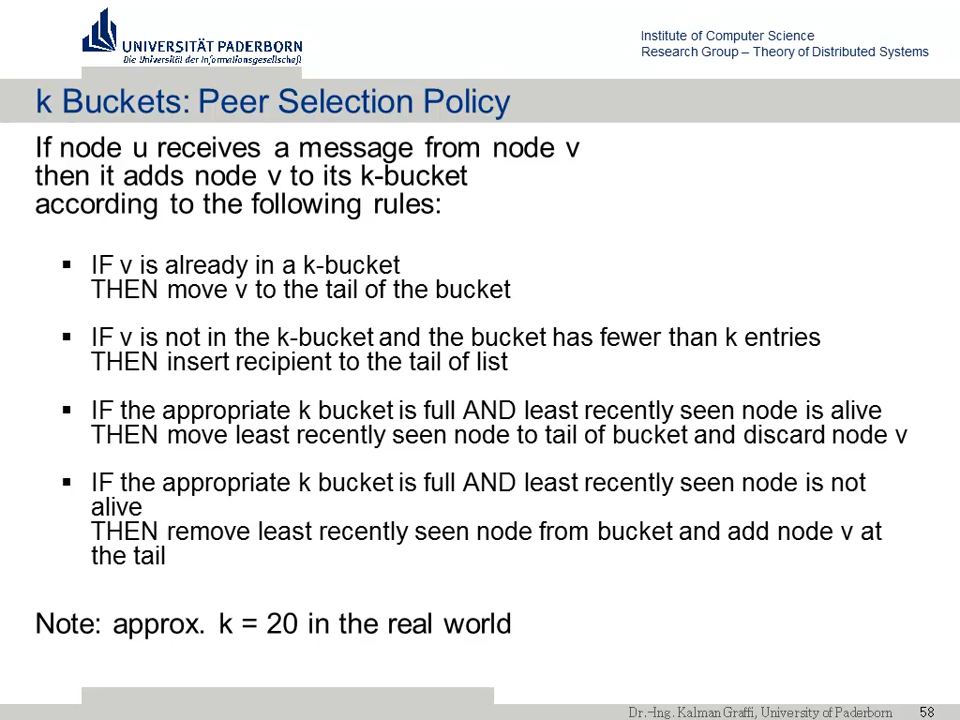 UNIVERSITÄT PADERBORN
Die Universität der Informationsgesellschaft
Institute of Computer Science
Research Group – Theory of Distributed Systems
k Buckets: Peer Selection Policy
If node u receives a message from node v
then it adds node v to its k-bucket
according to the following rules:
▪ IF v is already in a k-bucket
THEN move v to the tail of the bucket
▪ IF v is not in the k-bucket and the bucket has fewer than k entries
THEN insert recipient to the tail of list
▪ IF the appropriate k bucket is full AND least recently seen node is alive
THEN move least recently seen node to tail of bucket and discard node v
▪ IF the appropriate k bucket is full AND least recently seen node is not
alive
THEN remove least recently seen node from bucket and add node v at
the tail
Note: approx. k = 20 in the real world
Dr.-Ing. Kalman Graffi, University of Paderborn 58